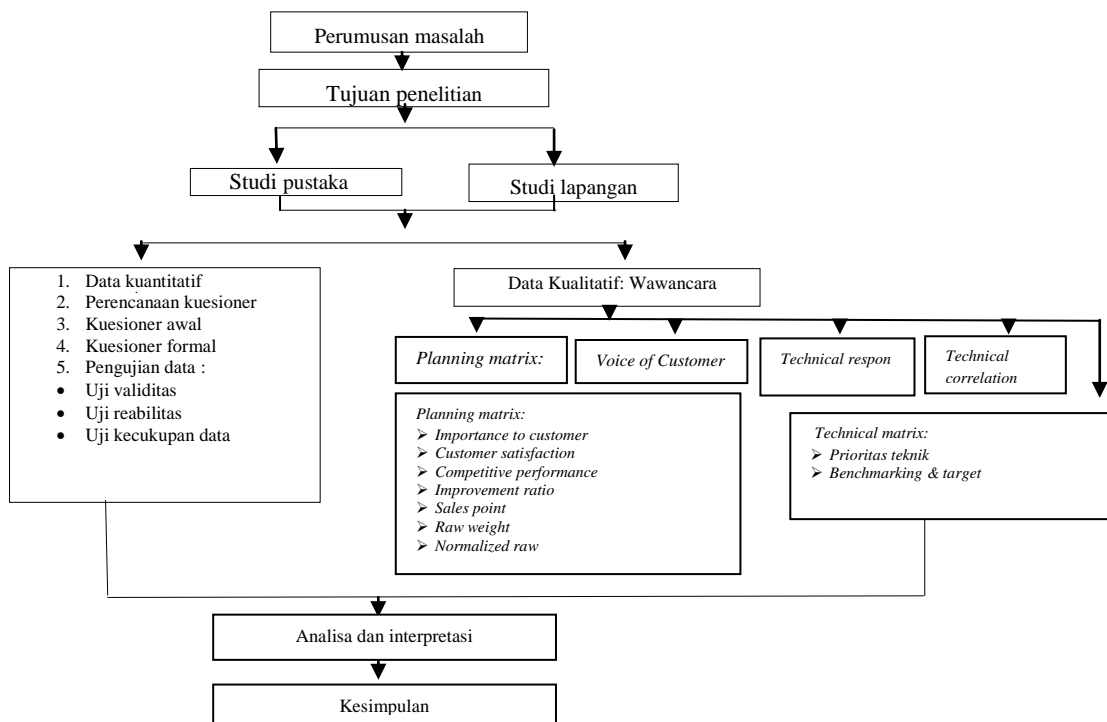 Perumusan masalah
Tujuan penelitian
Studi pustaka
Studi lapangan
1. Data kuantitatif
2. Perencanaan kuesioner
3. Kuesioner awal
4. Kuesioner formal
5. Pengujian data :
• Uji validitas
• Uji reabilitas
• Uji kecukupan data
Data Kualitatif: Wawancara
Planning matrix:
Voice of Customer
Technical respon
Technical
correlation
Planning matrix:
➢ Importance to customer
➢ Customer satisfaction
➢ Competitive performance
➢ Improvement ratio
➢ Sales point
➢ Raw weight
➢ Normalized raw
Technical matrix:
➢ Prioritas teknik
➢ Benchmarking & target
Analisa dan interpretasi
Kesimpulan